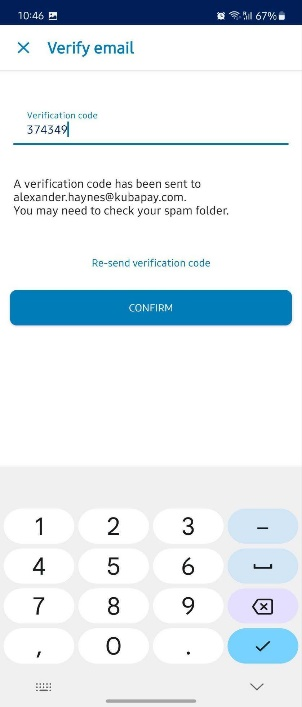 10:46 67%
Verify email
Verification code
374349
A verification code has been sent to
alexander.haynes@kubapay.com.
You may need to check your spam folder.
Re-send verification code
CONFIRM
1 2 3 –
4 5 6
7 8 9
, 0 .